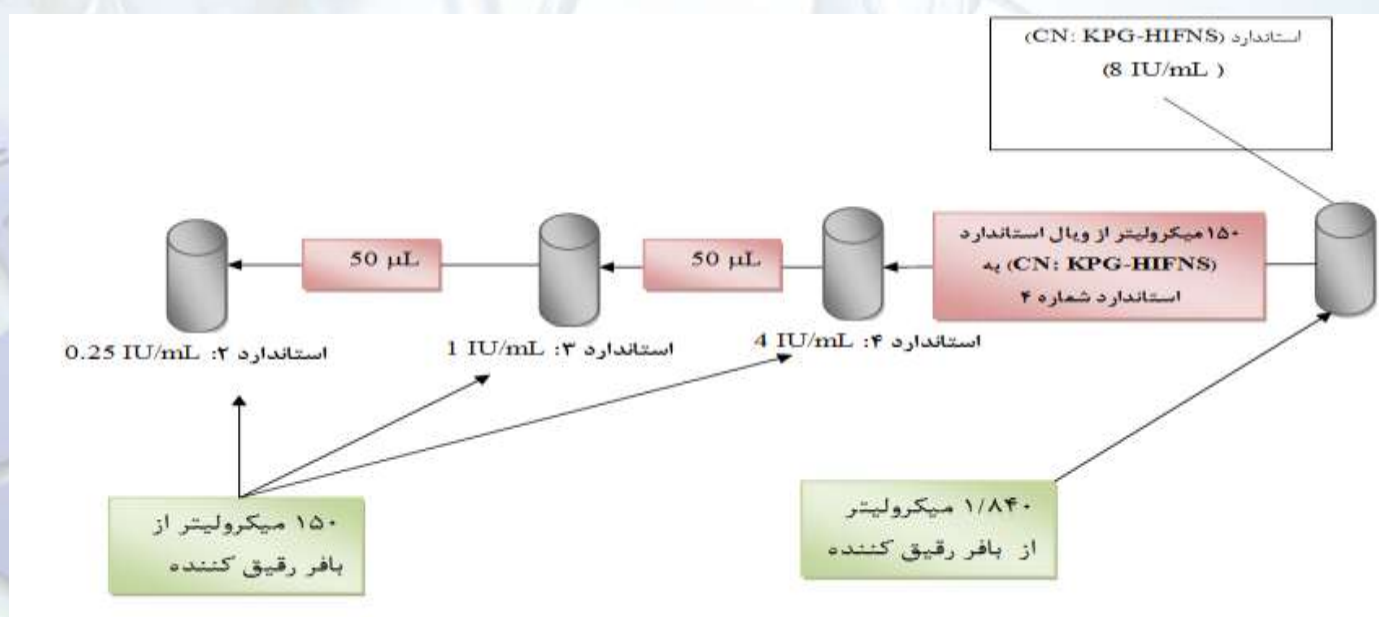 استاندارد (CN: KPG-HIFNS)
(8 IU/mL )
۱۵۰ میکرولیتر از ویال استاندارد
(CN: KPG-HIFNS) به
استاندارد شماره ۴
50 µL
50 µL
استاندارد ۴: 4 IU/mL
استاندارد ۳: 1 IU/mL
استاندارد ۲: 0.25 IU/mL
۱/۸۴۰ میکرولیتر
از بافر رقیق کننده
۱۵۰ میکرولیتر از
بافر رقیق کننده